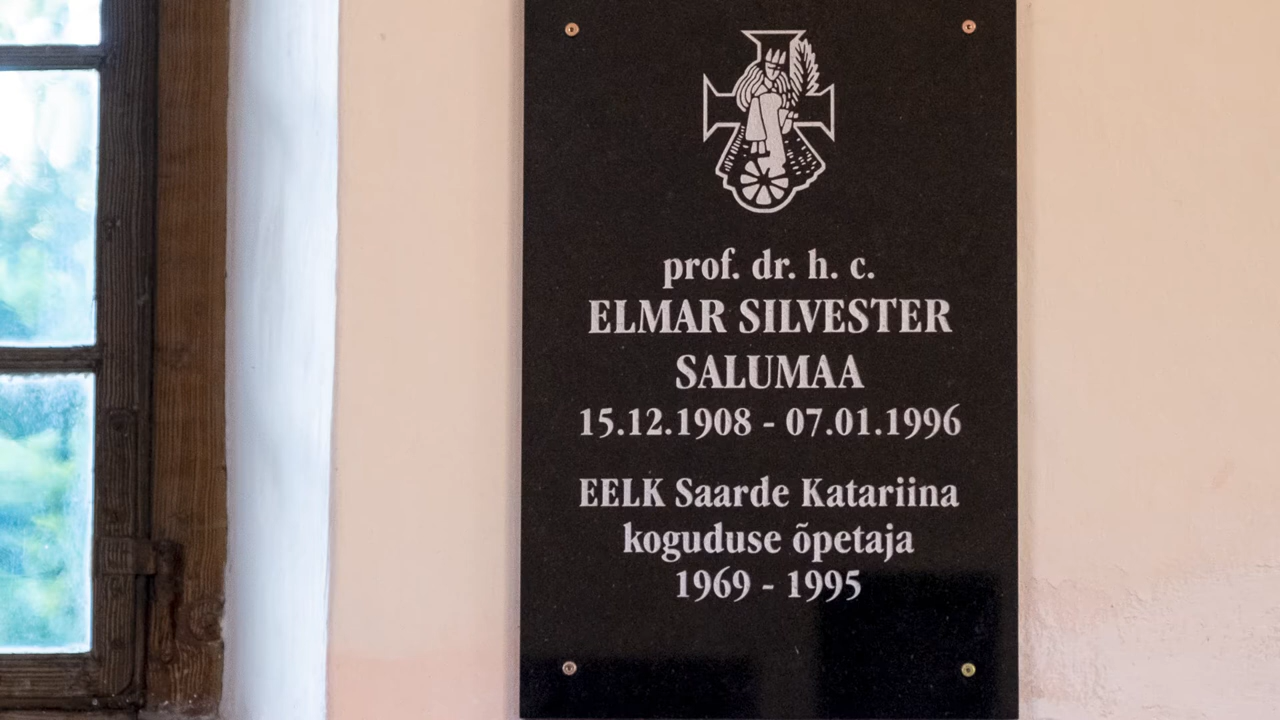 prof. dr. h. c.
ELMAR SILVESTER
SALUMAA
15.12.1908 - 07.01.1996
EELK Saarde Katariina
koguduse õpetaja
1969 - 1995